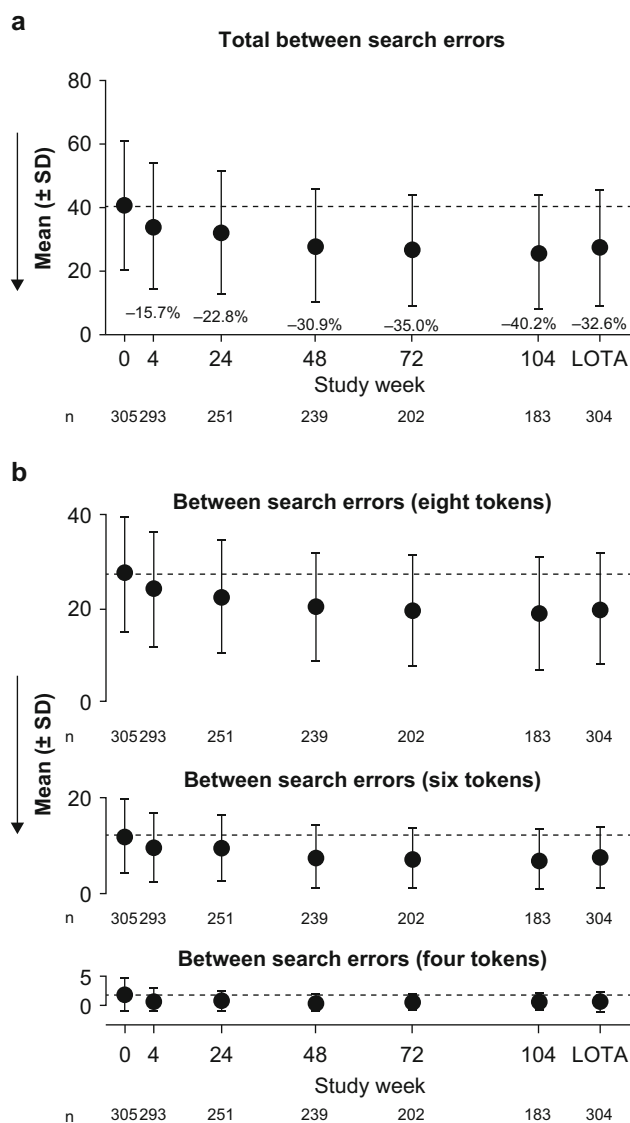 a
Total between search errors
80
60
40
20
0
Mean (± SD)
–15.7% –22.8% –30.9% –35.0% –40.2% –32.6%
0 4 24 48 72 104 LOTA
Study week
n 305 293 251 239 202 183 304
b
Between search errors (eight tokens)
40
20
0
n 305 293 251 239 202 183 304
Mean (± SD)
Between search errors (six tokens)
20
0
n 305 293 251 239 202 183 304
Between search errors (four tokens)
5
0
0 4 24 48 72 104 LOTA
Study week
n 305 293 251 239 202 183 304